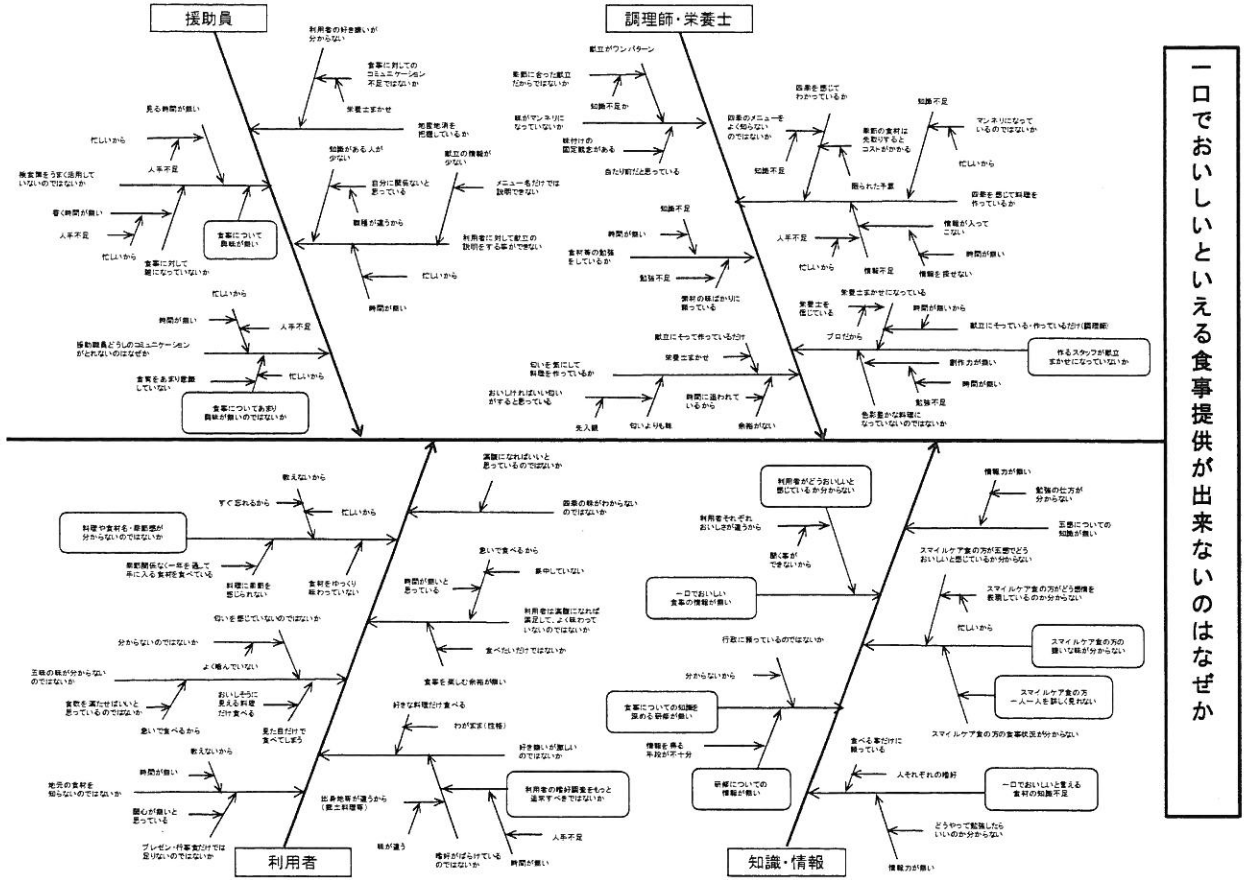 援助員
調理師・栄養士
利用者
知識・情報
一口でおいしいといえる食事提供が出来ないのはなぜか
利用者の好き嫌いが
分からない
食事に対しての
コミュニケーション
不足ではないか
栄養士まかせ
地産地消を
把握しているか
見る時間が無い
忙しいから
人手不足
検食簿をうまく活用して
いないのではないか
書く時間が無い
人手不足
忙しいから
食事に対して
雑になっていないか
食事について
興味が無い
知識がある人が
少ない
自分に関係ないと
思っている
職種が違うから
献立の情報が
少ない
メニュー名だけでは
説明できない
利用者に対して献立の
説明をする事ができない
忙しいから
時間が無い
忙しいから
時間が無い
人手不足
援助職員どうしのコミュニケーション
がとれないのはなぜか
食育をあまり意識
していない
忙しいから
食事についてあまり
興味が無いのではないか
献立がワンパターン
季節に合った献立
だからではないか
知識不足か
味がマンネリに
なっていないか
味付けの
固定観念がある
当たり前だと思っている
四季を感じて
わかっているか
四季のメニューを
よく知らない
のではないか
知識不足
季節の食材は
先取りすると
コストがかかる
限られた予算
知識不足
マンネリになって
いるのではないか
忙しいから
四季を感じて料理を
作っているか
人手不足
忙しいから
情報不足
情報が入って
こない
時間が無い
情報を探せない
知識不足
時間が無い
食材等の勉強
をしているか
勉強不足
素材の味ばかりに
頼っている
栄養士まかせになっている
栄養士を
信じている
プロだから
時間が無いから
献立にそっている・作っているだけ(調理師)
作るスタッフが献立
まかせになっていないか
創作力が無い
時間が無い
勉強不足
色彩豊かな料理に
なっていないのではないか
献立にそって作っているだけ
栄養士まかせ
匂いを気にして
料理を作っているか
おいしければいい匂い
がすると思っている
先入観
匂いよりも味
時間に追われて
いるから
余裕がない
教えないから
すぐ忘れるから
忙しいから
料理や食材名・季節感が
分からないのではないか
季節関係なく一年を通して
手に入る食材を食べている
料理に季節を
感じられない
食材をゆっくり
味わっていない
満腹になればいいと
思っているのではないか
四季の味がわからない
のではないか
急いで食べるから
集中していない
時間が無いと
思っている
利用者は満腹になれば
満足して、よく味わって
いないのではないか
食べたいだけではないか
食事を楽しむ余裕が無い
匂いを感じていないのではないか
分からないのではないか
よく噛んでいない
五味の味が分からない
のではないか
食欲を満たせばいいと
思っているのではないか
急いで食べるから
おいしそうに
見える料理
だけ食べる
見た目だけで
食べてしまう
好きな料理だけ食べる
わがまま(性格)
好き嫌いが激しい
のではないか
出身地等が違うから
(郷土料理等)
味が違う
嗜好がばらけている
のではないか
利用者の嗜好調査をもっと
追求すべきではないか
人手不足
時間が無い
教えないから
時間が無い
地元の食材を
知らないのではないか
関心が無いと
思っている
プレゼン・行事食だけでは
足りないのではないか
利用者がどうおいしいと
感じているか分からない
利用者それぞれ
おいしさが違うから
聞く事が
できないから
一口でおいしい
食事の情報が無い
情報力が無い
勉強の仕方が
分からない
五感についての
知識が無い
スマイルケア食の方が五感でどう
おいしいと感じているか分からない
スマイルケア食の方がどう感情を
表現しているのか分からない
忙しいから
スマイルケア食の方の
嫌いな味が分からない
スマイルケア食の方
一人一人を詳しく見れない
スマイルケア食の方の食事状況が分からない
行政に頼っているのではないか
分からないから
食事についての知識を
深める研修が無い
情報を得る
手段が不十分
研修についての
情報が無い
食べる事だけに
頼っている
人それぞれの嗜好
一口でおいしいと言える
食材の知識不足
どうやって勉強したら
いいのか分からない
情報力が無い